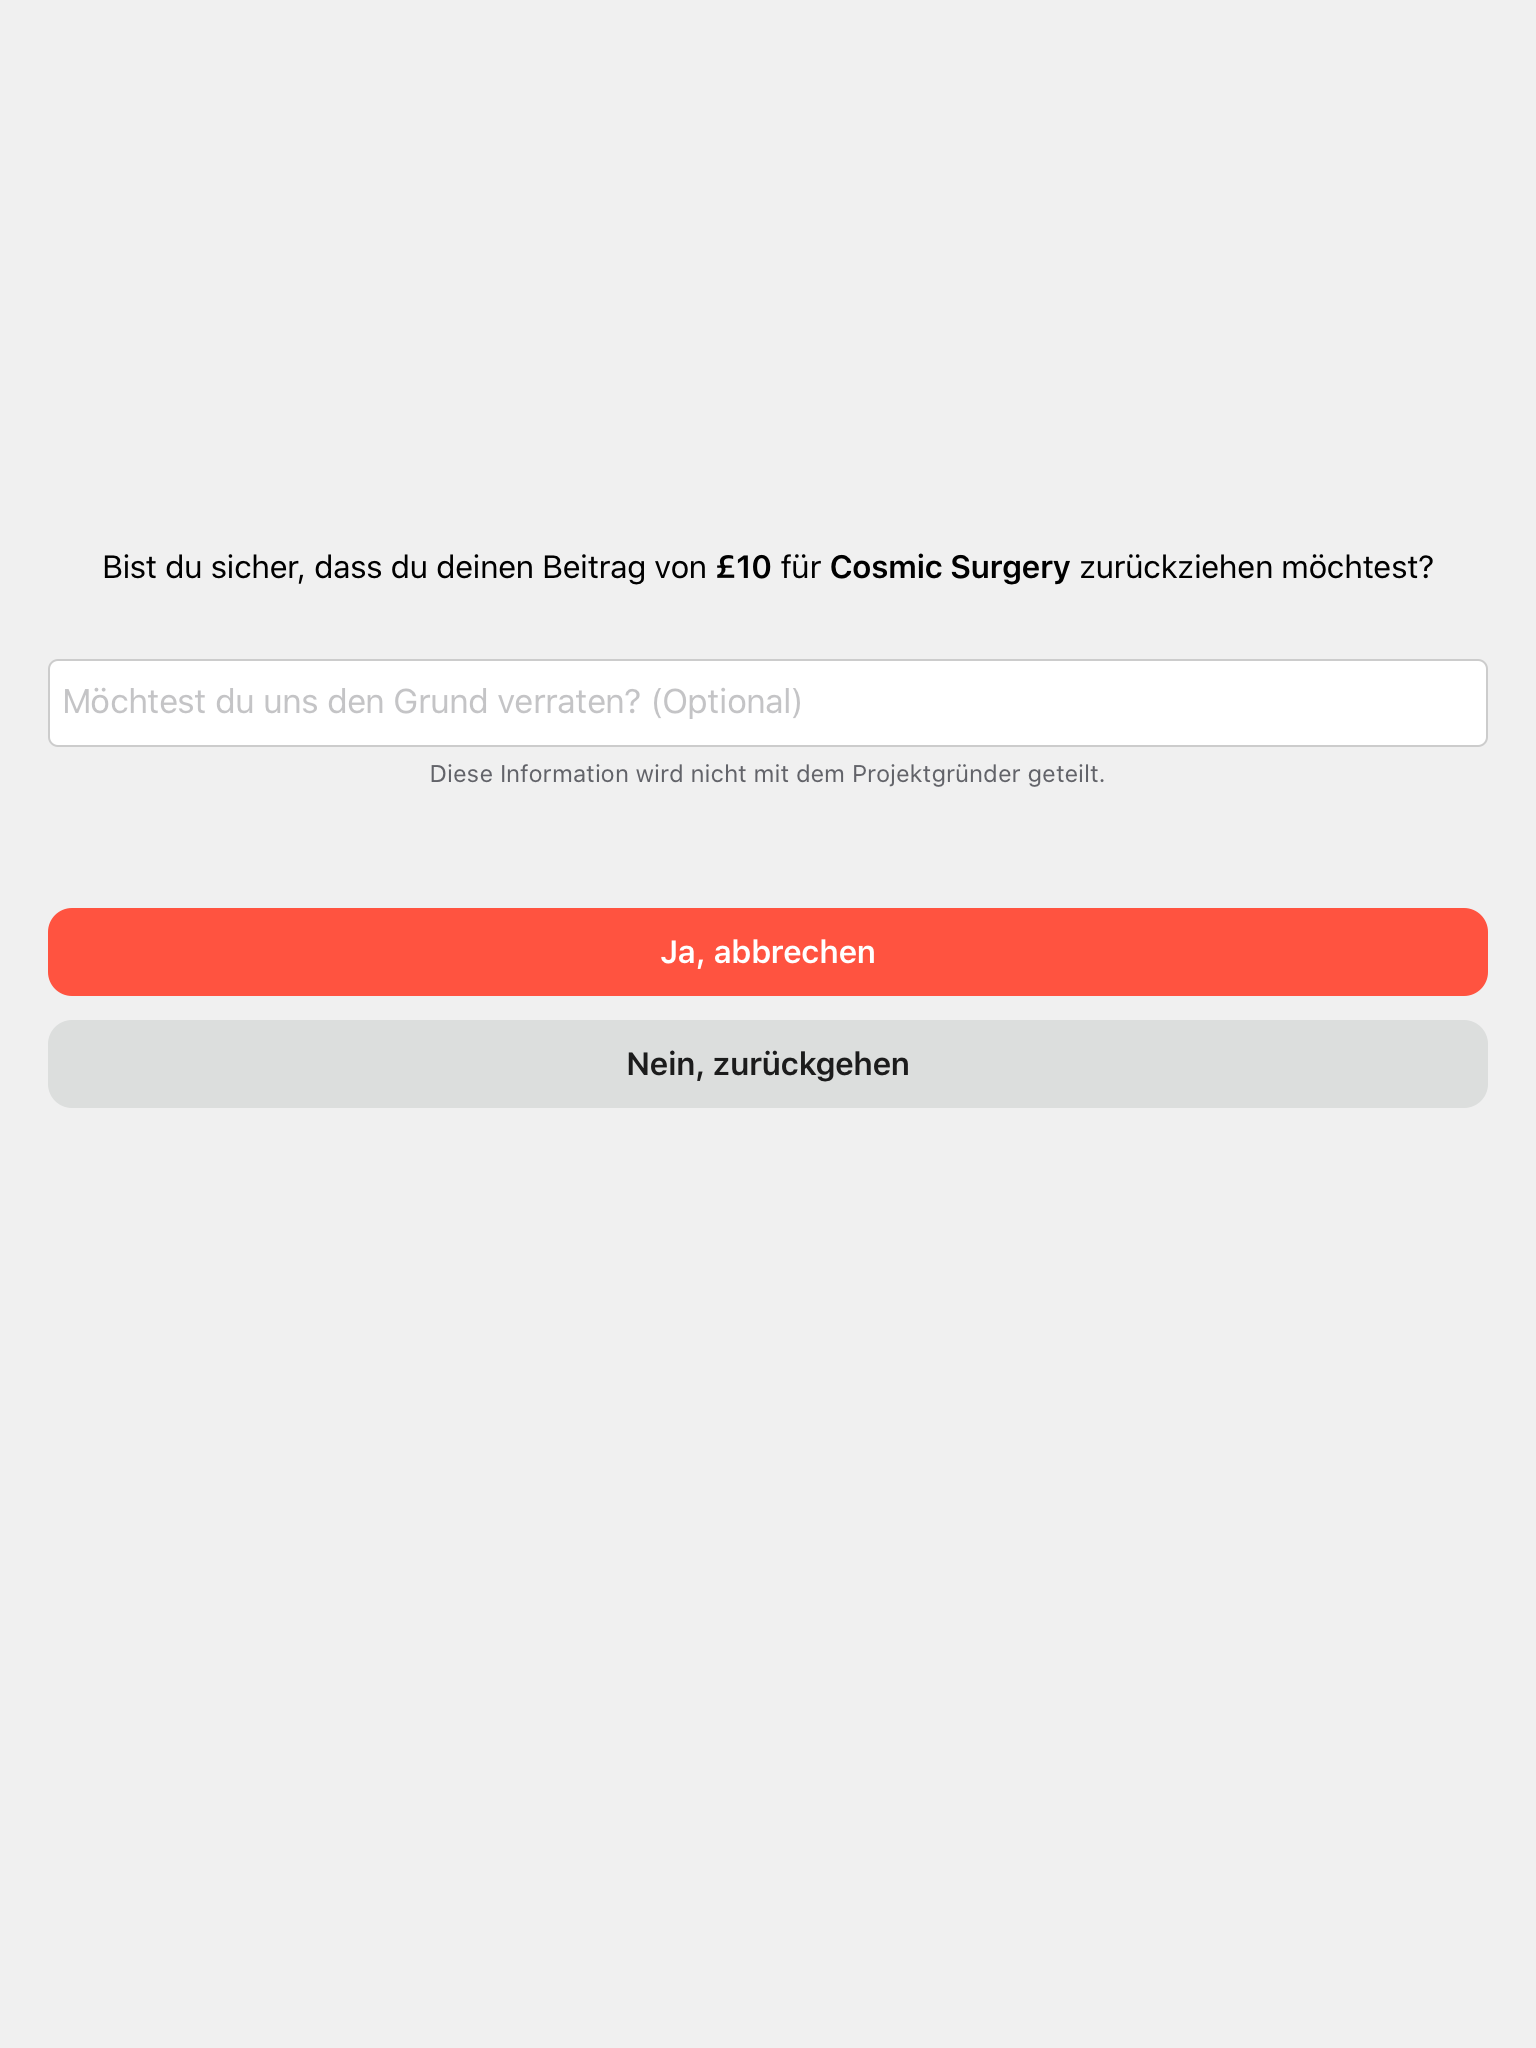 Bist du sicher, dass du deinen Beitrag von £10 für Cosmic Surgery zurückziehen möchtest?
Möchtest du uns den Grund verraten? (Optional)
Diese Information wird nicht mit dem Projektgründer geteilt.
Ja, abbrechen
Nein, zurückgehen